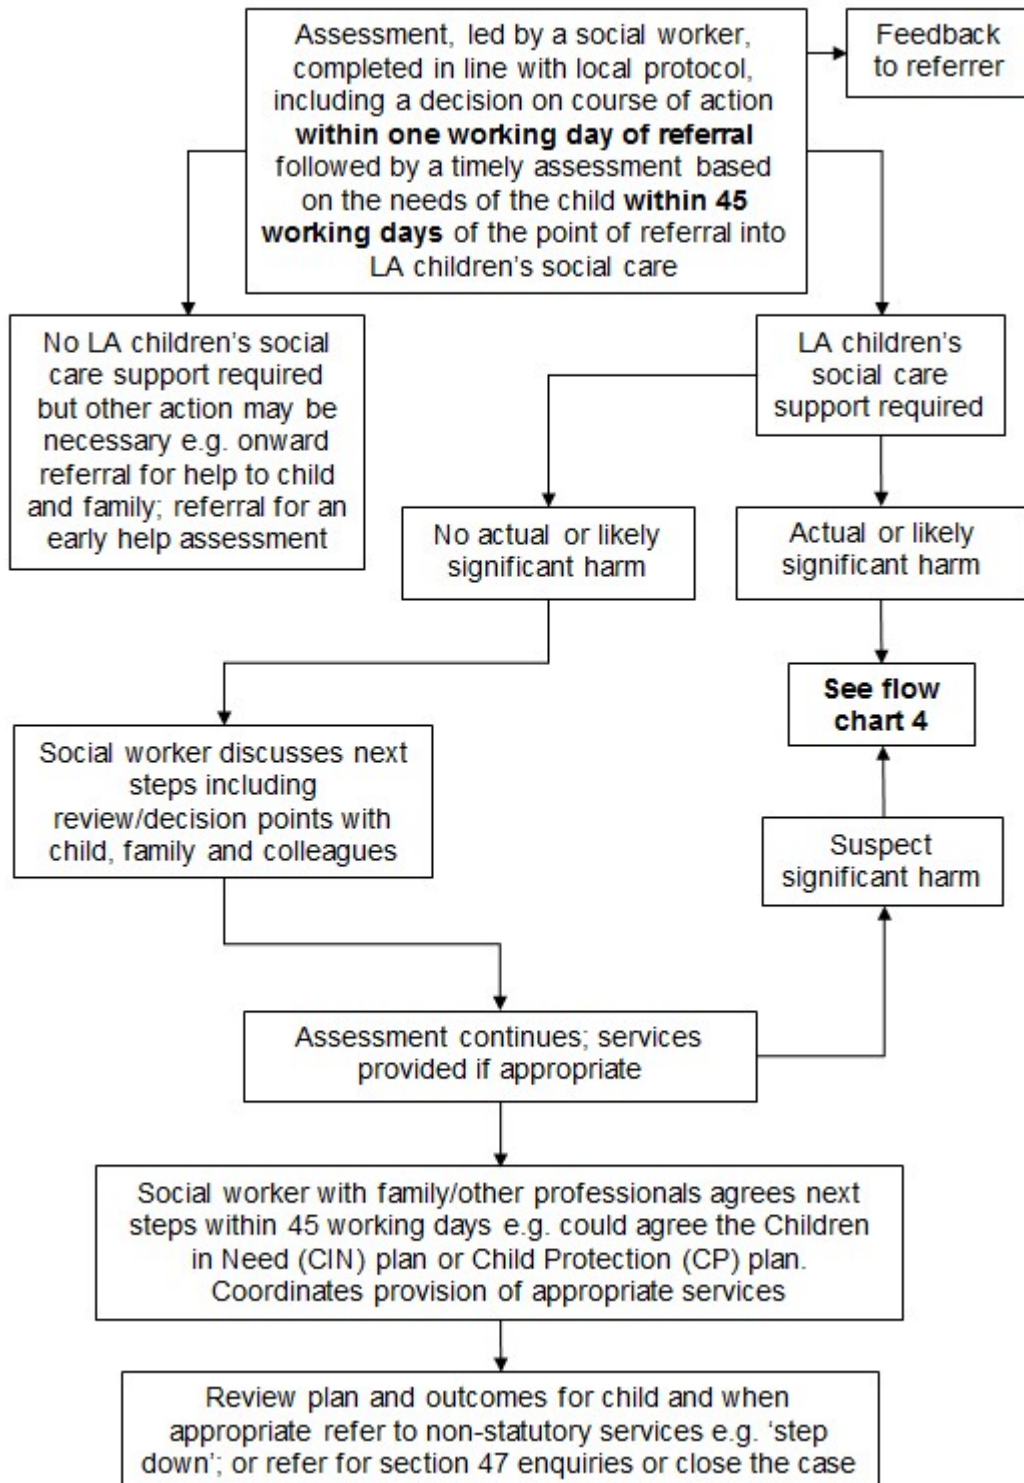 Assessment, led by a social worker,
completed in line with local protocol,
including a decision on course of action
within one working day of referral
followed by a timely assessment based
on the needs of the child within 45
working days of the point of referral into
LA children's social care
Feedback
to referrer
No LA children's social
care support required
but other action may be
necessary e.g. onward
referral for help to child
and family; referral for an
early help assessment
LA children's
social care
support required
No actual or likely
significant harm
Actual or likely
significant harm
See flow
chart 4
Social worker discusses next
steps including
review/decision points with
child, family and colleagues
Suspect
significant harm
Assessment continues; services
provided if appropriate
Social worker with family/other professionals agrees next
steps within 45 working days e.g. could agree the Children
in Need (CIN) plan or Child Protection (CP) plan.
Coordinates provision of appropriate services
Review plan and outcomes for child and when
appropriate refer to non-statutory services e.g. ‘step
down’; or refer for section 47 enquiries or close the case